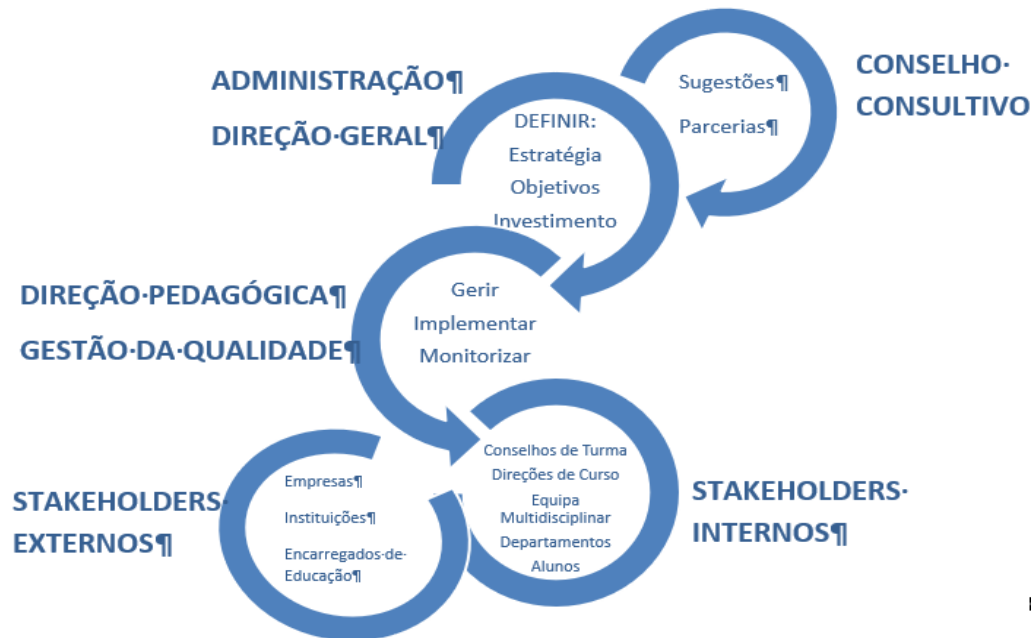 ADMINISTRAÇÃO¶
DIREÇÃO·GERAL¶
DEFINIR:
Estratégia
Objetivos
Investimento
Sugestões¶
Parcerias¶
CONSELHO·
CONSULTIVO
DIREÇÃO·PEDAGÓGICA¶
GESTÃO·DA·QUALIDADE¶
Gerir
Implementar
Monitorizar
STAKEHOLDERS·
EXTERNOS¶
Empresas¶
Instituições¶
Encarregados·de·
Educação¶
Conselhos de Turma
Direções de Curso
Equipa
Multidisciplinar
Departamentos
Alunos
STAKEHOLDERS·
INTERNOS¶